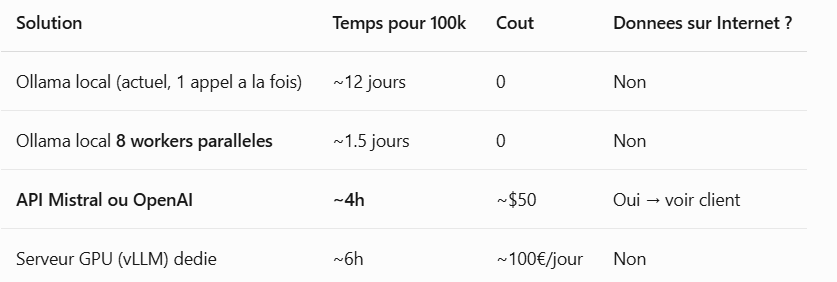 Solution Temps pour 100k Cout Donnees sur Internet ?
Ollama local (actuel, 1 appel a la fois) ~12 jours 0 Non
Ollama local 8 workers paralleles ~1.5 jours 0 Non
API Mistral ou OpenAI ~4h ~$50 Oui → voir client
Serveur GPU (vLLM) dedie ~6h ~100€/jour Non